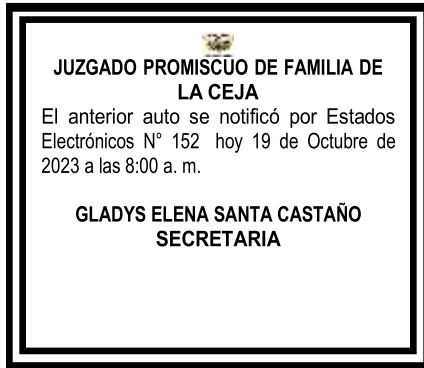 JUZGADO PROMISCUO DE FAMILIA DE
LA CEJA
El anterior auto se notificó por Estados
Electrónicos N° 152 hoy 19 de Octubre de
2023 a las 8:00 a. m.
GLADYS ELENA SANTA CASTAÑO
SECRETARIA